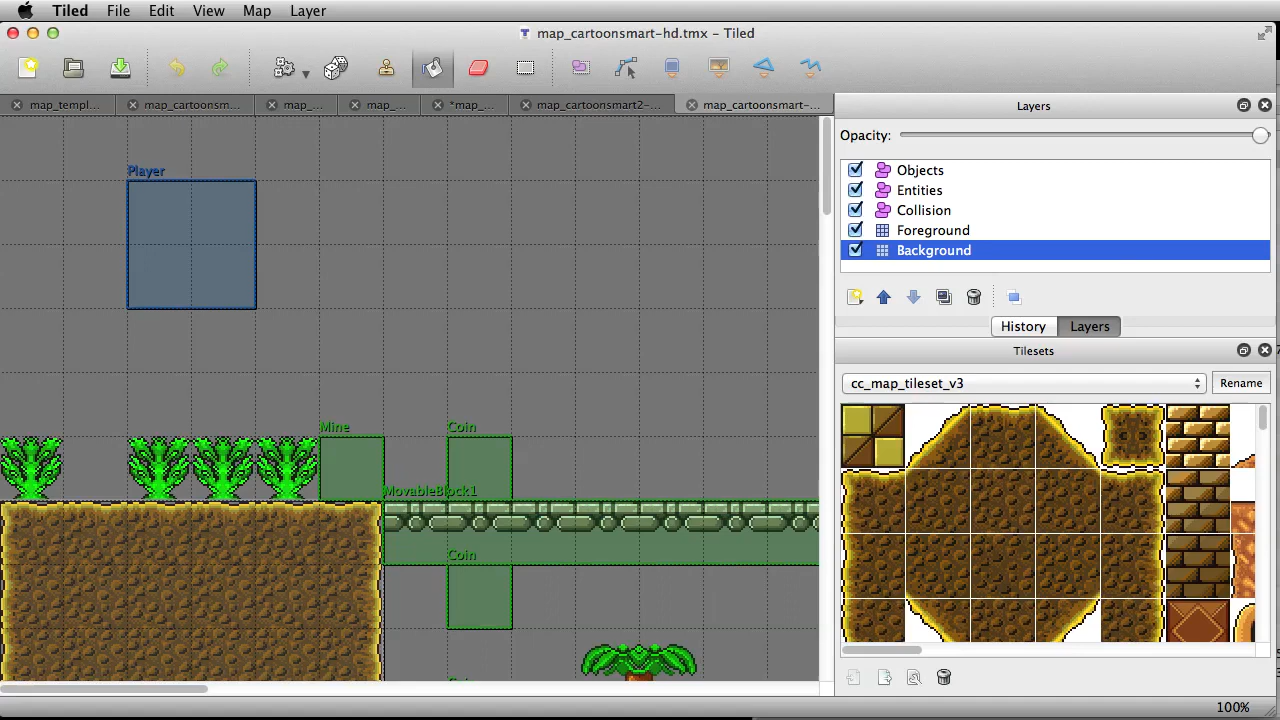 Tiled File Edit View Map Layer
map_cartoonsmart-hd.tmx – Tiled
map_templ... map_cartoonsm... map_... map_... *map_... map_cartoonsmart2-... map_cartoonsmart-...
Layers
Opacity:
Objects
Entities
Collision
Foreground
Background
History Layers
Tilesets
cc_map_tileset_v3 Rename
Player
Mine Coin
MovableBlock1
Coin
100%